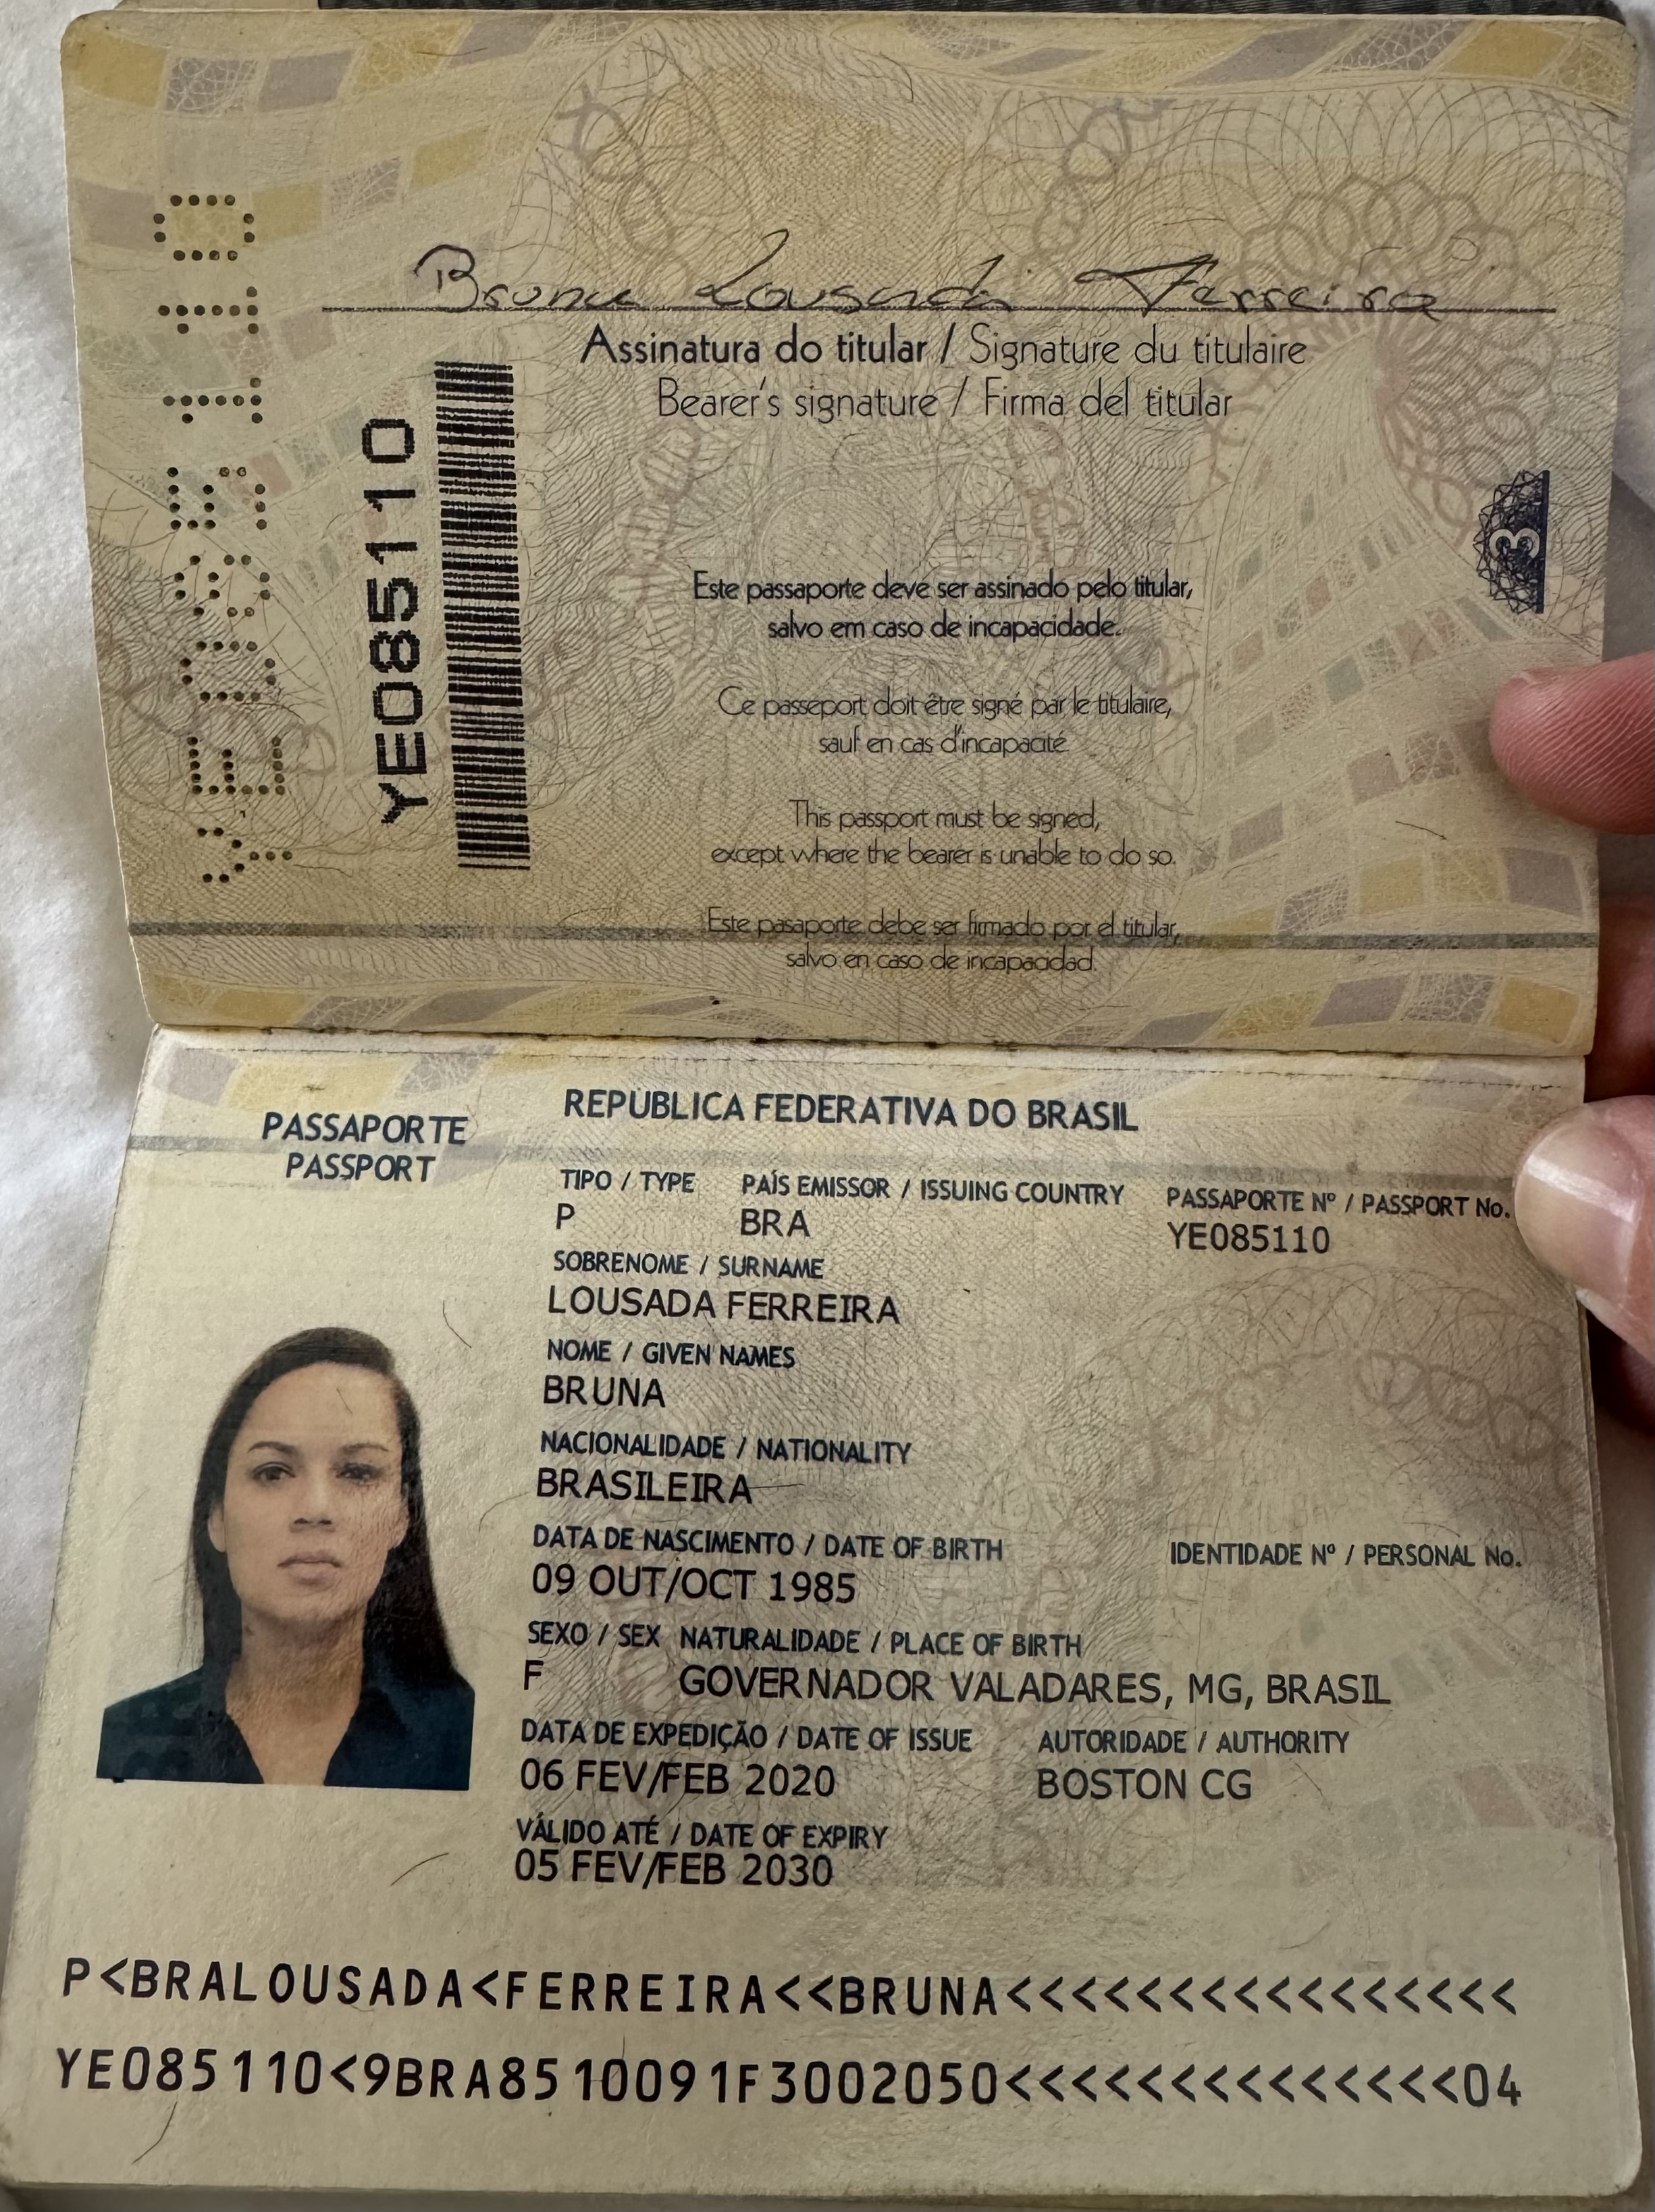 Bruna Lousada Ferreira
Assinatura do titular / Signature du titulaire
Bearer's signature / Firma del titular
YE085110
YE085110
3
Este passaporte deve ser assinado pelo titular,
salvo em caso de incapacidade.
Ce passeport doit être signé par le titulaire,
sauf en cas d'incapacité.
This passport must be signed,
except where the bearer is unable to do so.
Este pasaporte debe ser firmado por el titular,
salvo en caso de incapacidad.
PASSAPORTE
PASSPORT
REPÚBLICA FEDERATIVA DO BRASIL
TIPO / TYPE PAÍS EMISSOR / ISSUING COUNTRY PASSAPORTE Nº / PASSPORT No.
P BRA YE085110
SOBRENOME / SURNAME
LOUSADA FERREIRA
NOME / GIVEN NAMES
BRUNA
NACIONALIDADE / NATIONALITY
BRASILEIRA
DATA DE NASCIMENTO / DATE OF BIRTH IDENTIDADE Nº / PERSONAL No.
09 OUT/OCT 1985
SEXO / SEX NATURALIDADE / PLACE OF BIRTH
F GOVERNADOR VALADARES, MG, BRASIL
DATA DE EXPEDIÇÃO / DATE OF ISSUE AUTORIDADE / AUTHORITY
06 FEV/FEB 2020 BOSTON CG
VÁLIDO ATÉ / DATE OF EXPIRY
05 FEV/FEB 2030
P<BRALOUSADA<FERREIRA<<BRUNA<<<<<<<<<<<<<<<<
YE085110<9BRA8510091F3002050<<<<<<<<<<<<<<04